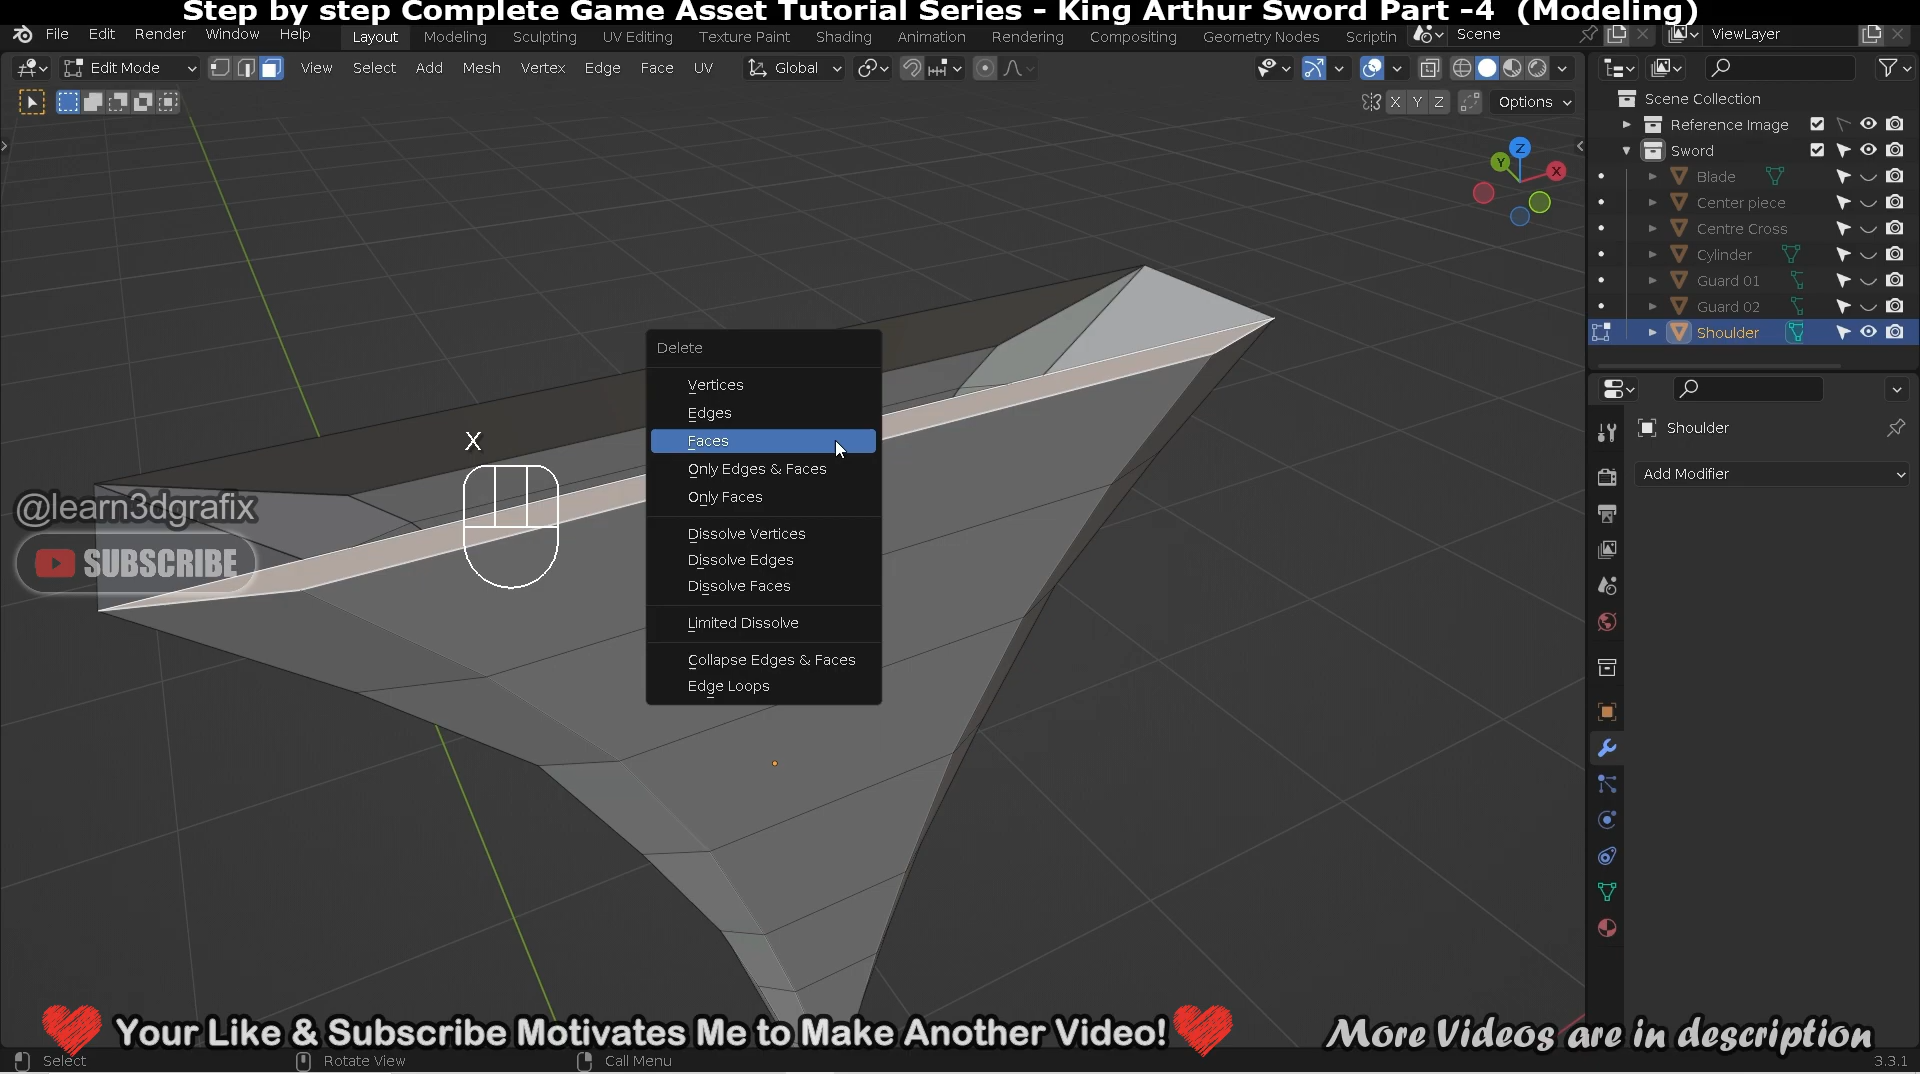 Step by step Complete Game Asset Tutorial Series - King Arthur Sword Part -4 (Modeling)
File Edit Render Window Help Layout Modeling Sculpting UV Editing Texture Paint Shading Animation Rendering Compositing Geometry Nodes Scriptin Scene ViewLayer
Edit Mode View Select Add Mesh Vertex Edge Face UV Global
X Y Z Options
Scene Collection
Reference Image
Sword
Blade
Center piece
Centre Cross
Cylinder
Guard 01
Guard 02
Shoulder
Z
Y
X
Shoulder
Add Modifier
Delete
Vertices
Edges
Faces
Only Edges & Faces
Only Faces
Dissolve Vertices
Dissolve Edges
Dissolve Faces
Limited Dissolve
Collapse Edges & Faces
Edge Loops
X
@learn3dgrafix
SUBSCRIBE
Your Like & Subscribe Motivates Me to Make Another Video!
More Videos are in description
Select Rotate View Call Menu 3.3.1